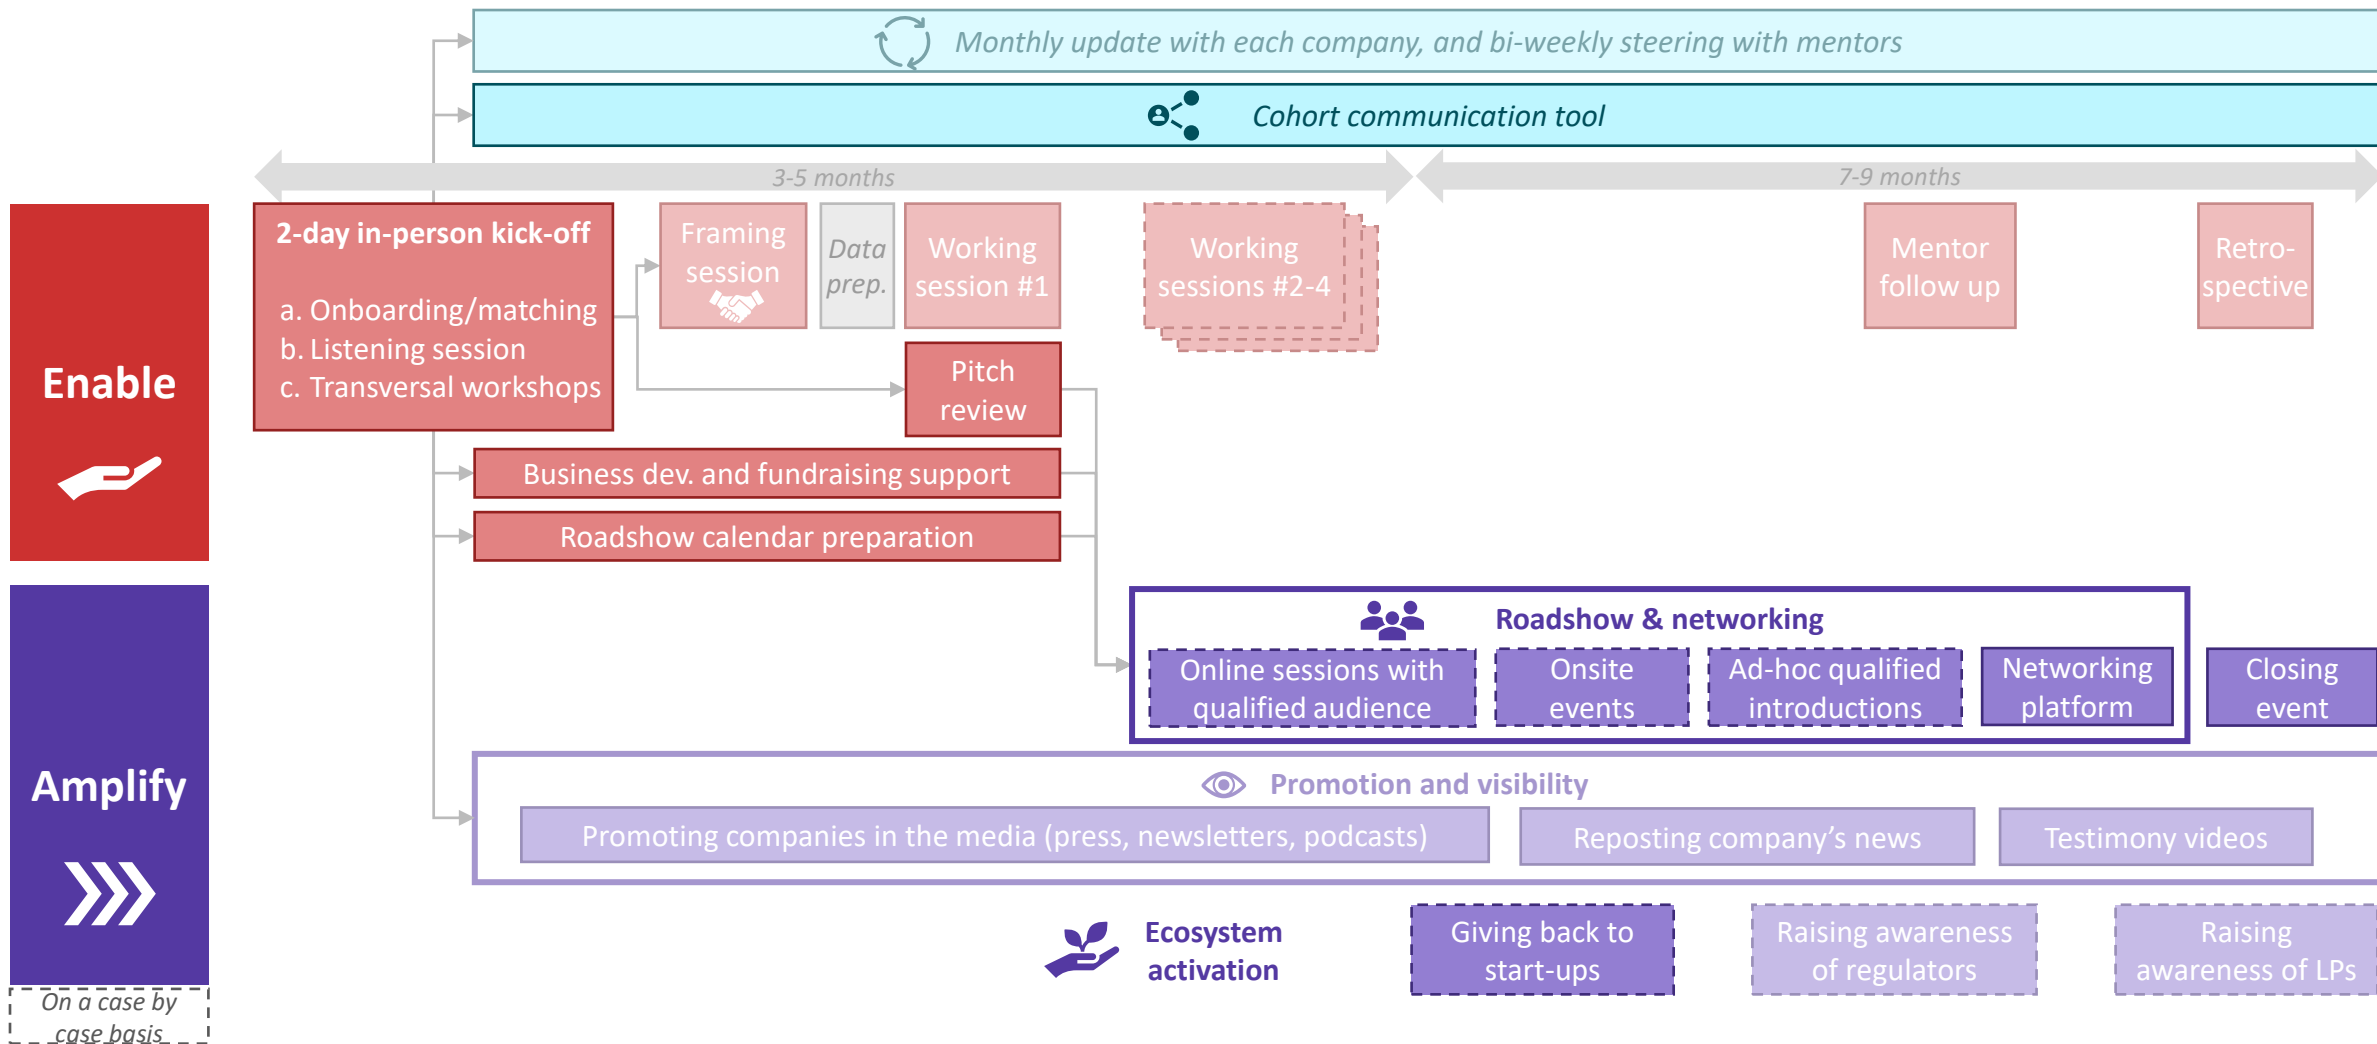 Monthly update with each company, and bi-weekly steering with mentors
Cohort communication tool
3-5 months
7-9 months
Enable
2-day in-person kick-off
a. Onboarding/matching
b. Listening session
c. Transversal workshops
Framing
session
Data
prep.
Working
session #1
Working
sessions #2-4
Mentor
follow up
Retro-
spective
Pitch
review
Business dev. and fundraising support
Roadshow calendar preparation
Amplify
Roadshow & networking
Online sessions with
qualified audience
Onsite
events
Ad-hoc qualified
introductions
Networking
platform
Closing
event
Promotion and visibility
Promoting companies in the media (press, newsletters, podcasts)
Reposting company's news
Testimony videos
Ecosystem
activation
Giving back to
start-ups
Raising awareness
of regulators
Raising
awareness of LPs
On a case by
case basis